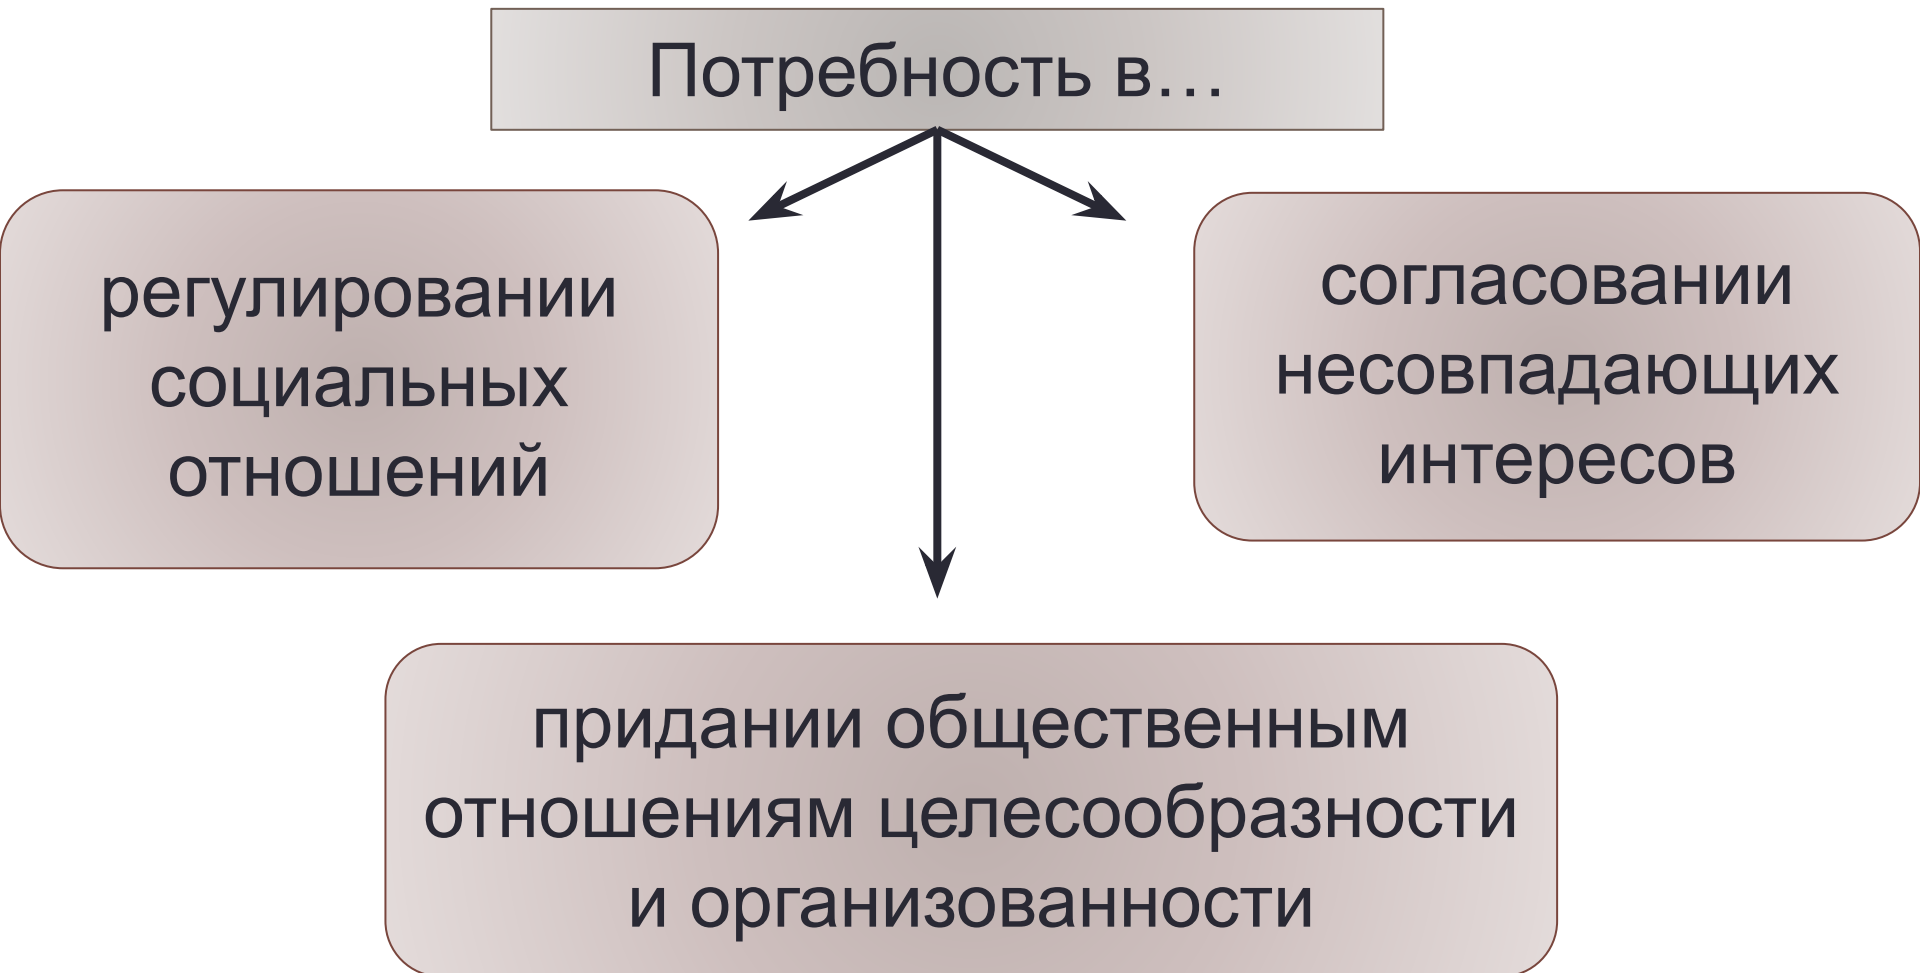 Потребность в…
регулировании
социальных
отношений
согласовании
несовпадающих
интересов
придании общественным
отношениям целесообразности
и организованности